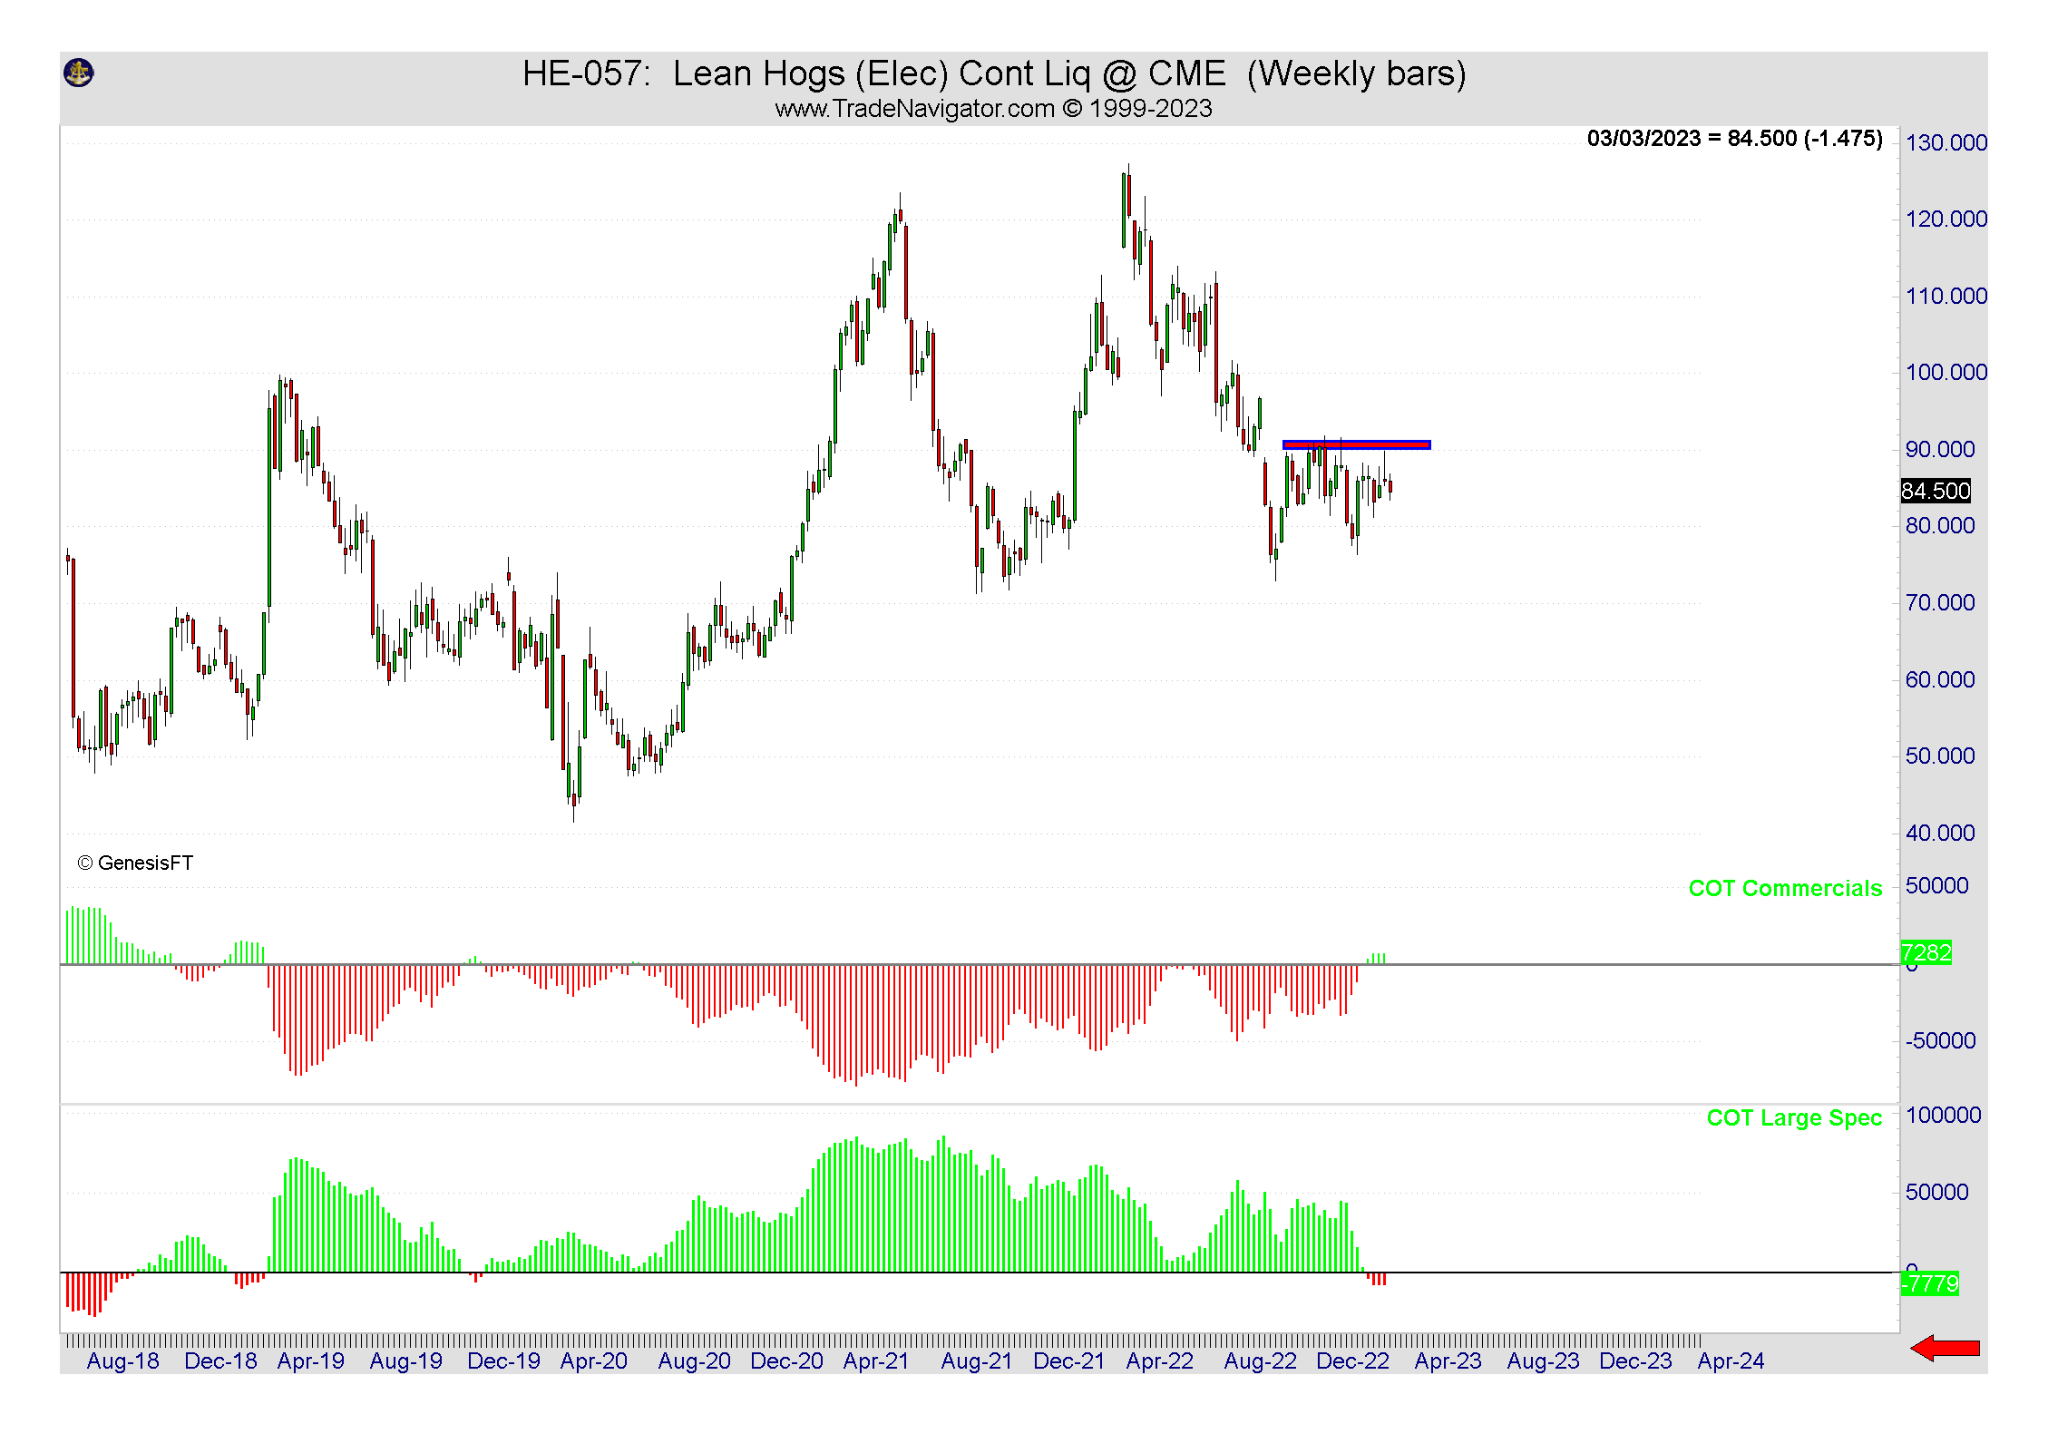 HE-057:  Lean Hogs (Elec) Cont Liq @ CME  (Weekly bars)
www.TradeNavigator.com © 1999-2023
03/03/2023 = 84.500 (-1.475)
130.000
120.000
110.000
100.000
90.000
84.500
80.000
70.000
60.000
50.000
40.000
© GenesisFT
COT Commercials
50000
7282
0
-50000
COT Large Spec
100000
50000
0
-7779
Aug-18 Dec-18 Apr-19 Aug-19 Dec-19 Apr-20 Aug-20 Dec-20 Apr-21 Aug-21 Dec-21 Apr-22 Aug-22 Dec-22 Apr-23 Aug-23 Dec-23 Apr-24